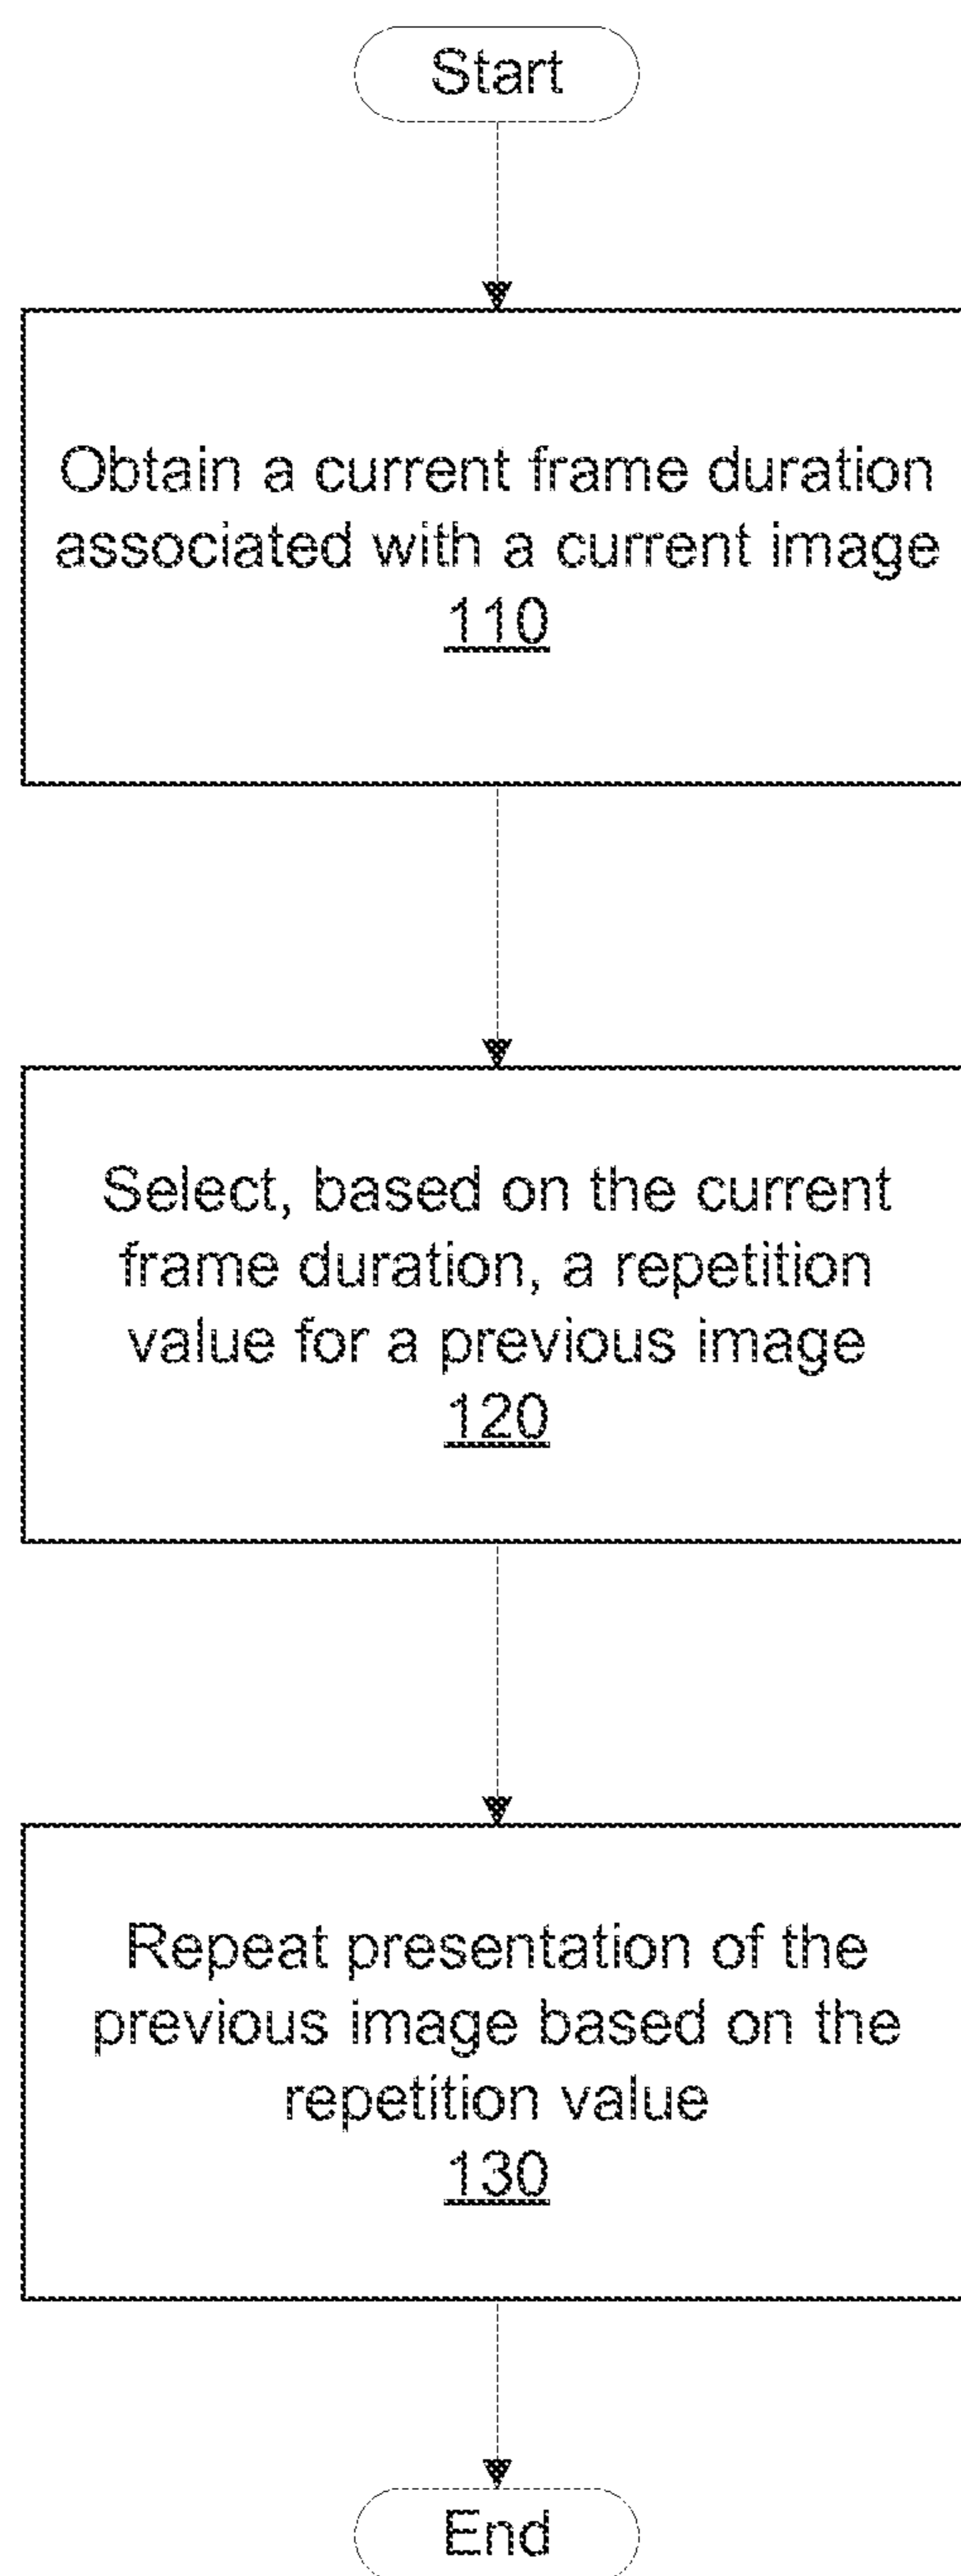 Start
Obtain a current frame duration
associated with a current image
110
Select, based on the current
frame duration, a repetition
value for a previous image
120
Repeat presentation of the
previous image based on the
repetition value
130
End